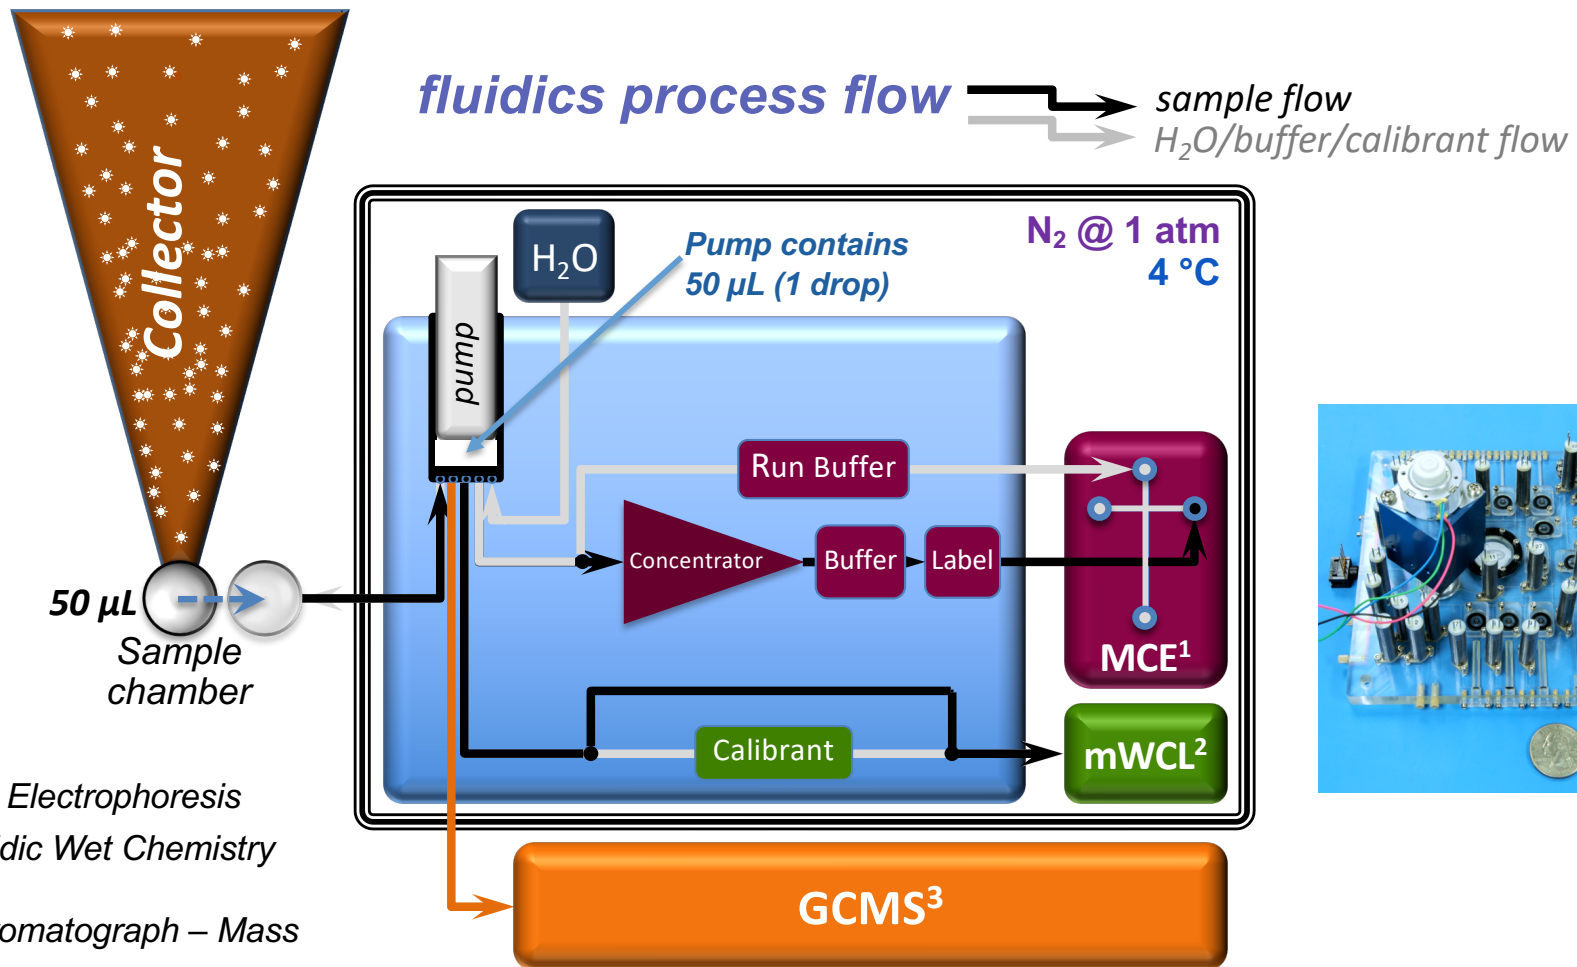 fluidics process flow
sample flow
H₂O/buffer/calibrant flow
Collector
N₂ @ 1 atm
4 °C
H₂O
Pump contains
50 µL (1 drop)
pump
Run Buffer
Concentrator
Buffer
Label
MCE¹
50 µL
Sample
chamber
Calibrant
mWCL²
Electrophoresis
Wet Chemistry
– Mass
GCMS³